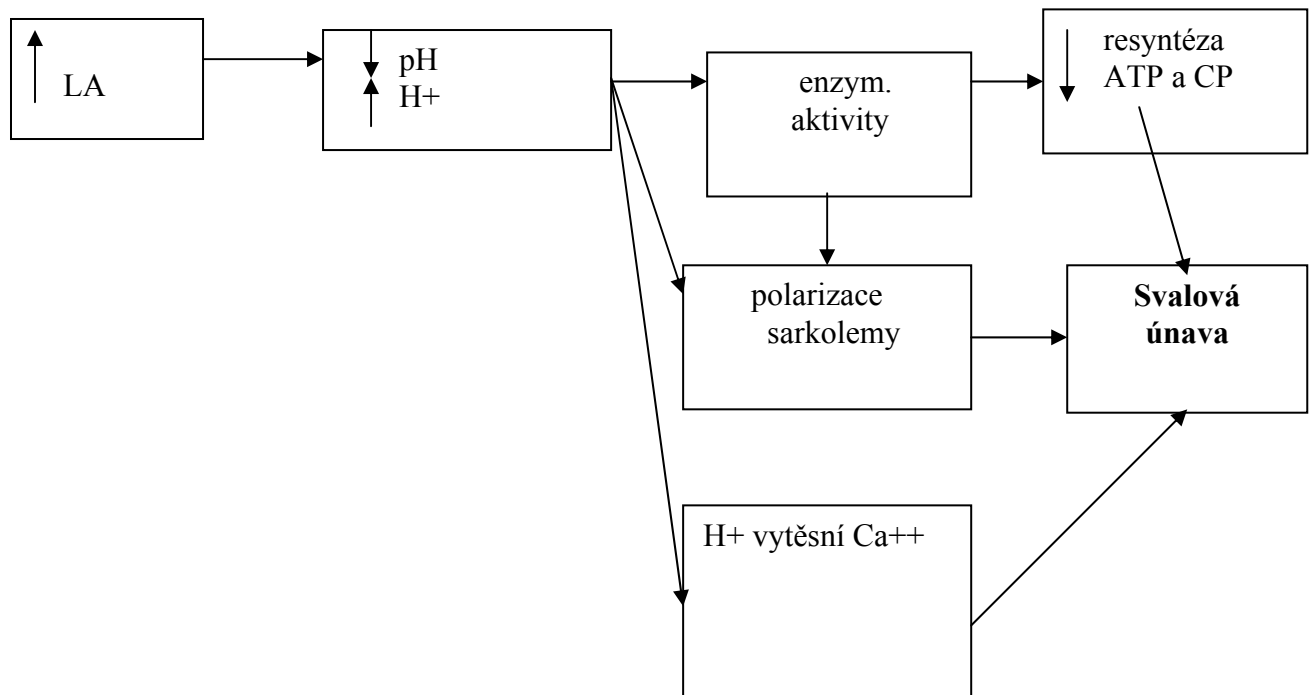 LA
pH
H+
enzym.
aktivity
resyntéza
ATP a CP
polarizace
sarkolemy
Svalová
únava
H+ vytěsní Ca++